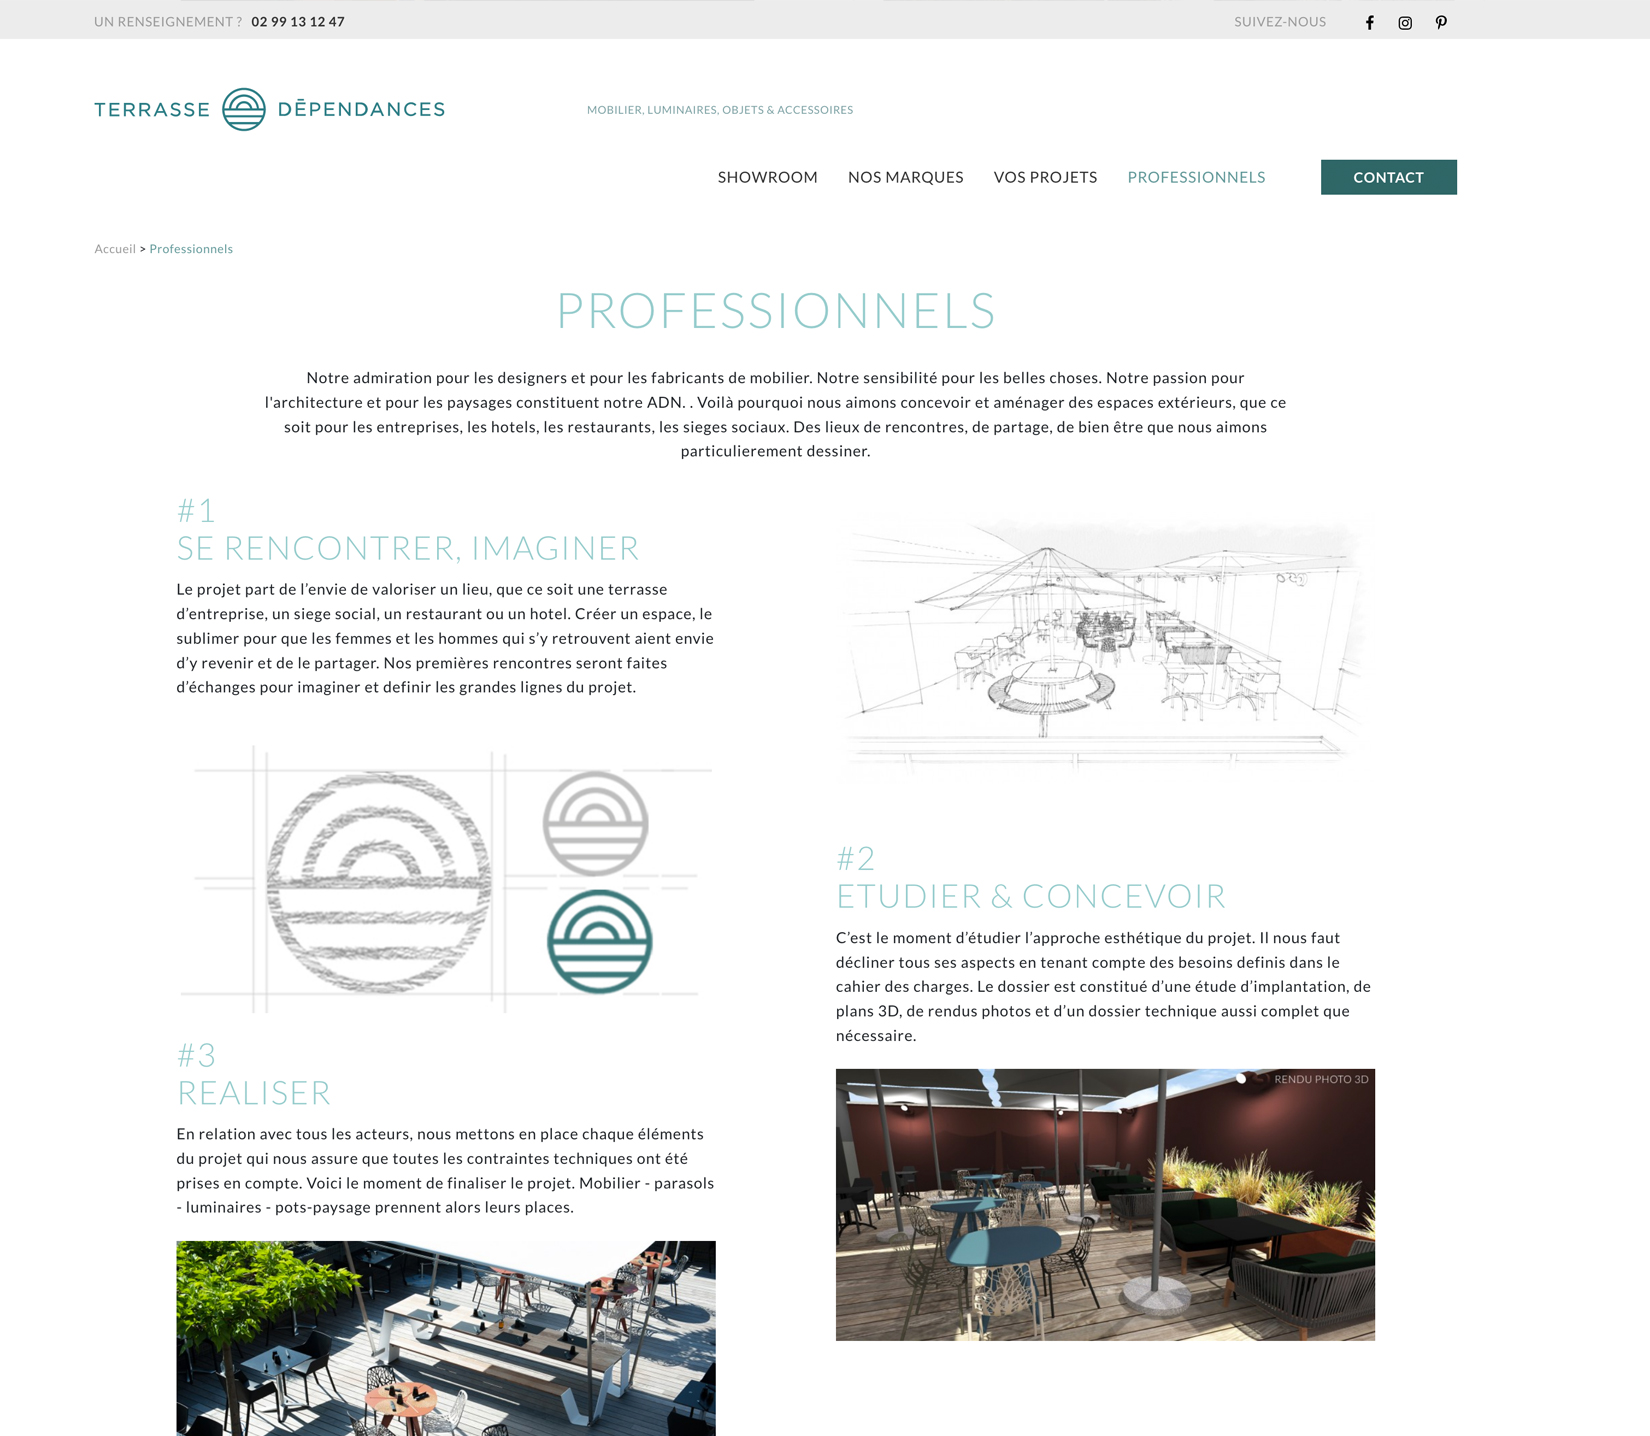 UN RENSEIGNEMENT ? 02 99 13 12 47
SUIVEZ-NOUS
TERRASSE DĒPENDANCES
MOBILIER, LUMINAIRES, OBJETS & ACCESSOIRES
SHOWROOM
NOS MARQUES
VOS PROJETS
PROFESSIONNELS
CONTACT
Accueil > Professionnels
PROFESSIONNELS
Notre admiration pour les designers et pour les fabricants de mobilier. Notre sensibilité pour les belles choses. Notre passion pour
l'architecture et pour les paysages constituent notre ADN. . Voilà pourquoi nous aimons concevoir et aménager des espaces extérieurs, que ce
soit pour les entreprises, les hotels, les restaurants, les sieges sociaux. Des lieux de rencontres, de partage, de bien être que nous aimons
particulierement dessiner.
#1
SE RENCONTRER, IMAGINER
Le projet part de l’envie de valoriser un lieu, que ce soit une terrasse
d’entreprise, un siege social, un restaurant ou un hotel. Créer un espace, le
sublimer pour que les femmes et les hommes qui s’y retrouvent aient envie
d’y revenir et de le partager. Nos premières rencontres seront faites
d’échanges pour imaginer et definir les grandes lignes du projet.
#2
ETUDIER & CONCEVOIR
C’est le moment d’étudier l’approche esthétique du projet. Il nous faut
décliner tous ses aspects en tenant compte des besoins definis dans le
cahier des charges. Le dossier est constitué d’une étude d’implantation, de
plans 3D, de rendus photos et d’un dossier technique aussi complet que
nécessaire.
RENDU PHOTO 3D
#3
REALISER
En relation avec tous les acteurs, nous mettons en place chaque éléments
du projet qui nous assure que toutes les contraintes techniques ont été
prises en compte. Voici le moment de finaliser le projet. Mobilier - parasols
- luminaires - pots-paysage prennent alors leurs places.